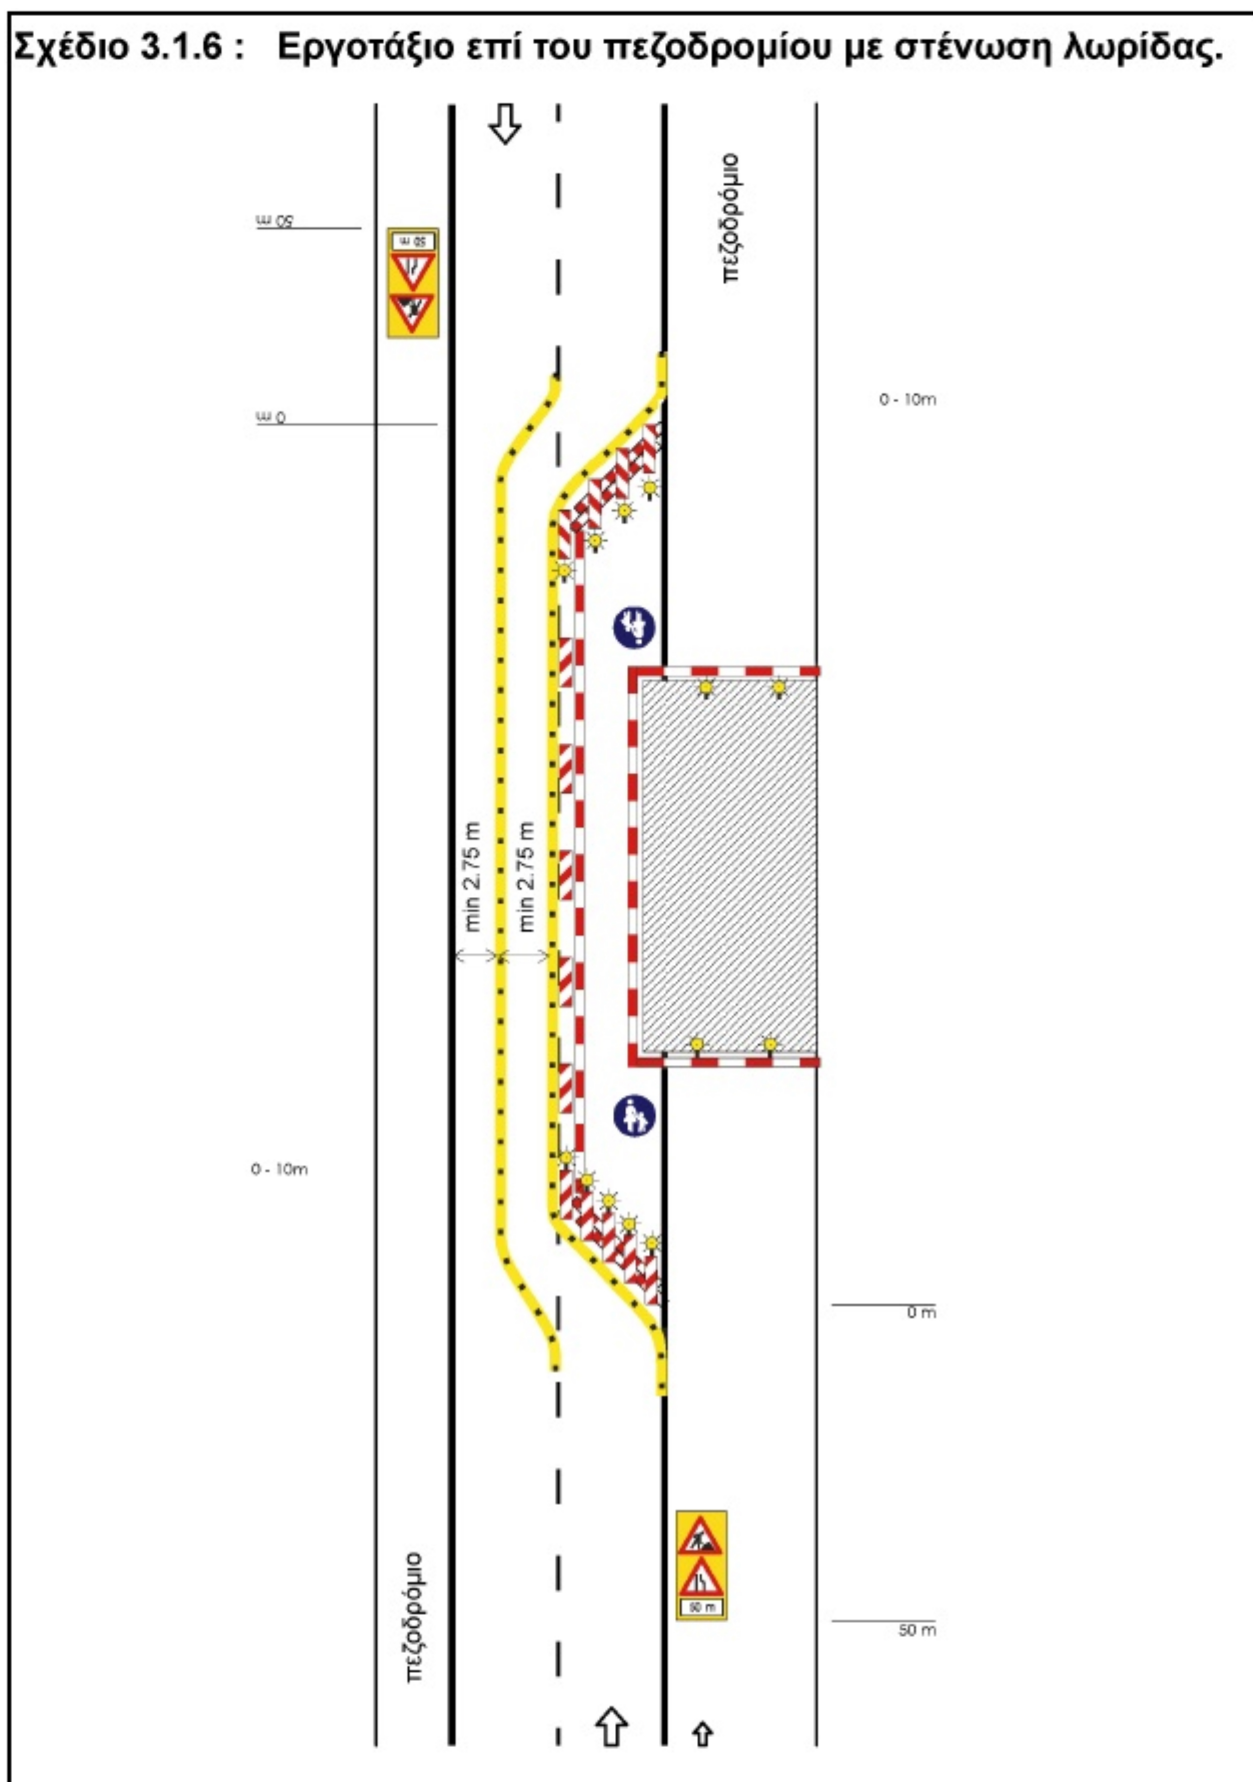 Σχέδιο 3.1.6 : Εργοτάξιο επί του πεζοδρομίου με στένωση λωρίδας.
πεζοδρόμιο
50 m
50 m
0 - 10m
0 m
min 2.75 m
min 2.75 m
0 - 10m
0 m
πεζοδρόμιο
50 m
50 m